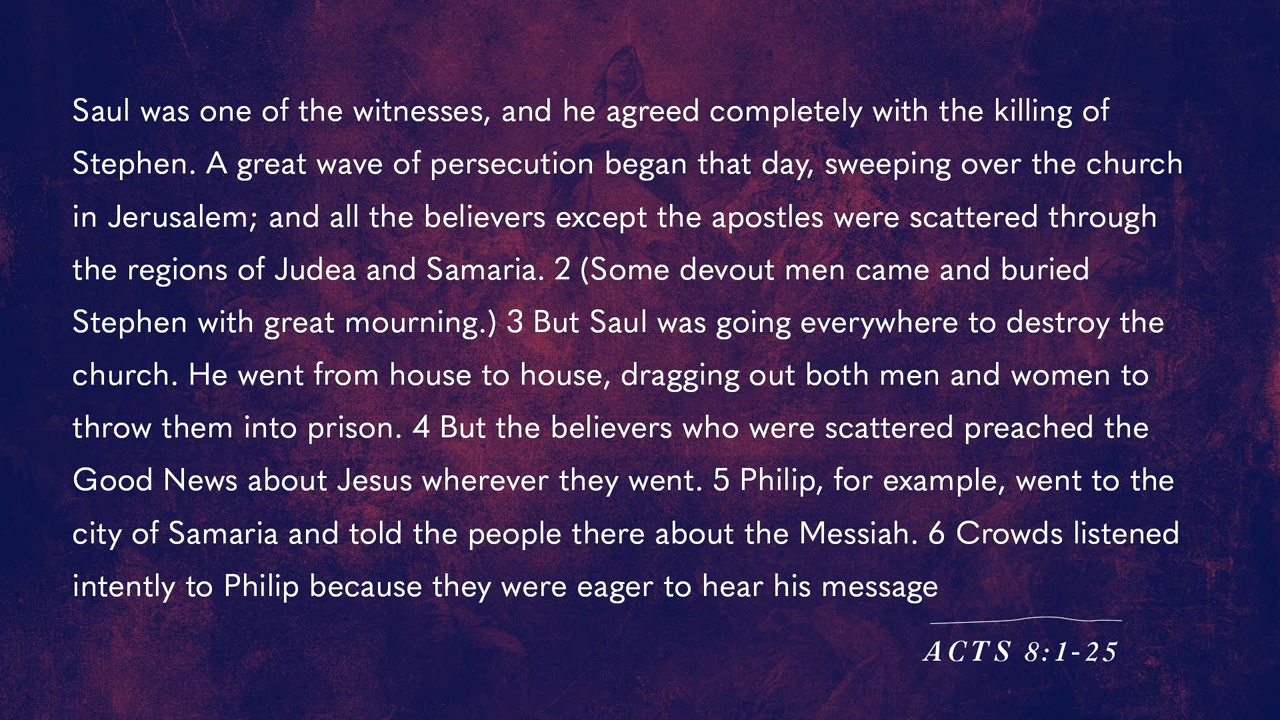 Saul was one of the witnesses, and he agreed completely with the killing of
Stephen. A great wave of persecution began that day, sweeping over the church
in Jerusalem; and all the believers except the apostles were scattered through
the regions of Judea and Samaria. 2 (Some devout men came and buried
Stephen with great mourning.) 3 But Saul was going everywhere to destroy the
church. He went from house to house, dragging out both men and women to
throw them into prison. 4 But the believers who were scattered preached the
Good News about Jesus wherever they went. 5 Philip, for example, went to the
city of Samaria and told the people there about the Messiah. 6 Crowds listened
intently to Philip because they were eager to hear his message
ACTS 8:1-25